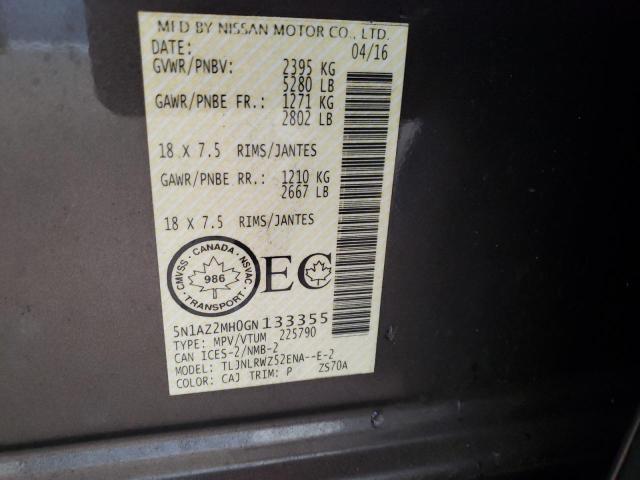 MFD BY NISSAN MOTOR CO., LTD.
DATE: 04/16
GVWR/PNBV: 2395 KG
5280 LB
GAWR/PNBE FR.: 1271 KG
2802 LB
18 X 7.5 RIMS/JANTES
GAWR/PNBE RR.: 1210 KG
2667 LB
18 X 7.5 RIMS/JANTES
CMVSS · CANADA · NSVAC
986
· TRANSPORT ·
EC
5N1AZ2MH0GN133355
TYPE: MPV/VTUM 225790
CAN ICES-2/NMB-2
MODEL: TLJNLRWZ52ENA--E-2
COLOR: CAJ TRIM: P ZS70A